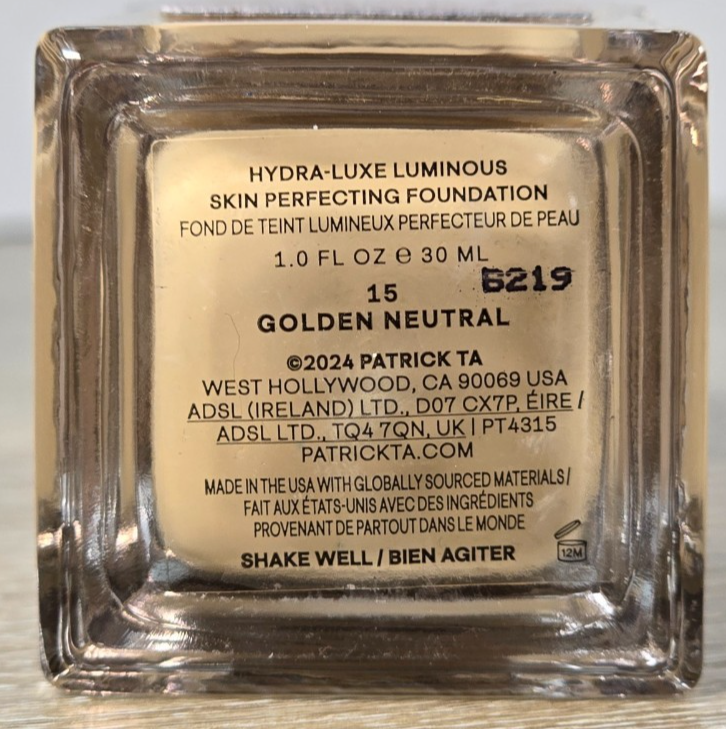 HYDRA-LUXE LUMINOUS
SKIN PERFECTING FOUNDATION
FOND DE TEINT LUMINEUX PERFECTEUR DE PEAU
1.0 FL OZ ℮ 30 ML
6219
15
GOLDEN NEUTRAL
©2024 PATRICK TA
WEST HOLLYWOOD, CA 90069 USA
ADSL (IRELAND) LTD., D07 CX7P, ÉIRE /
ADSL LTD., TQ4 7QN, UK | PT4315
PATRICKTA.COM
MADE IN THE USA WITH GLOBALLY SOURCED MATERIALS /
FAIT AUX ÉTATS-UNIS AVEC DES INGRÉDIENTS
PROVENANT DE PARTOUT DANS LE MONDE
SHAKE WELL / BIEN AGITER
12M